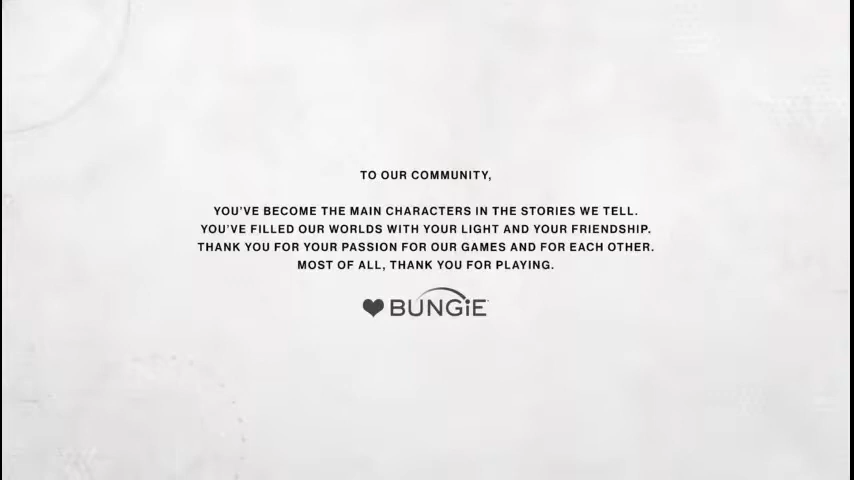 TO OUR COMMUNITY,
YOU'VE BECOME THE MAIN CHARACTERS IN THE STORIES WE TELL.
YOU'VE FILLED OUR WORLDS WITH YOUR LIGHT AND YOUR FRIENDSHIP.
THANK YOU FOR YOUR PASSION FOR OUR GAMES AND FOR EACH OTHER.
MOST OF ALL, THANK YOU FOR PLAYING.
BUNGiE